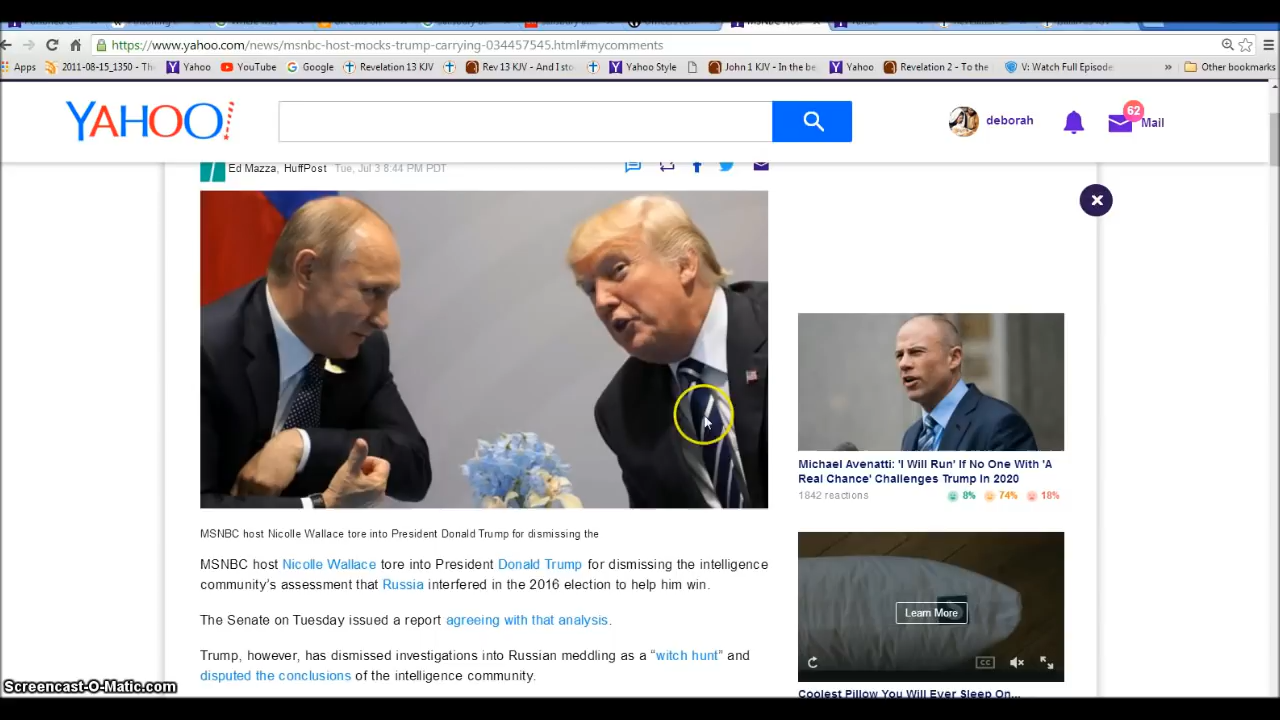 MSNBC Ho
https://www.yahoo.com/news/msnbc-host-mocks-trump-carrying-034457545.html#mycomments
Apps 2011-08-15_1350 - Th Yahoo YouTube Google Revelation 13 KJV Rev 13 KJV - And I sto Yahoo Style John 1 KJV - In the be Yahoo Revelation 2 - To the V: Watch Full Episode » Other bookmarks
YAHOO!
deborah
62
Mail
Ed Mazza, HuffPost Tue, Jul 3 8:44 PM PDT
MSNBC host Nicolle Wallace tore into President Donald Trump for dismissing the
MSNBC host Nicolle Wallace tore into President Donald Trump for dismissing the intelligence
community's assessment that Russia interfered in the 2016 election to help him win.
The Senate on Tuesday issued a report agreeing with that analysis.
Trump, however, has dismissed investigations into Russian meddling as a “witch hunt” and
disputed the conclusions of the intelligence community.
Michael Avenatti: 'I Will Run' If No One With 'A
Real Chance' Challenges Trump In 2020
1842 reactions 8% 74% 18%
Learn More
CC
Coolest Pillow You Will Ever Sleep On...
Screencast-O-Matic.com